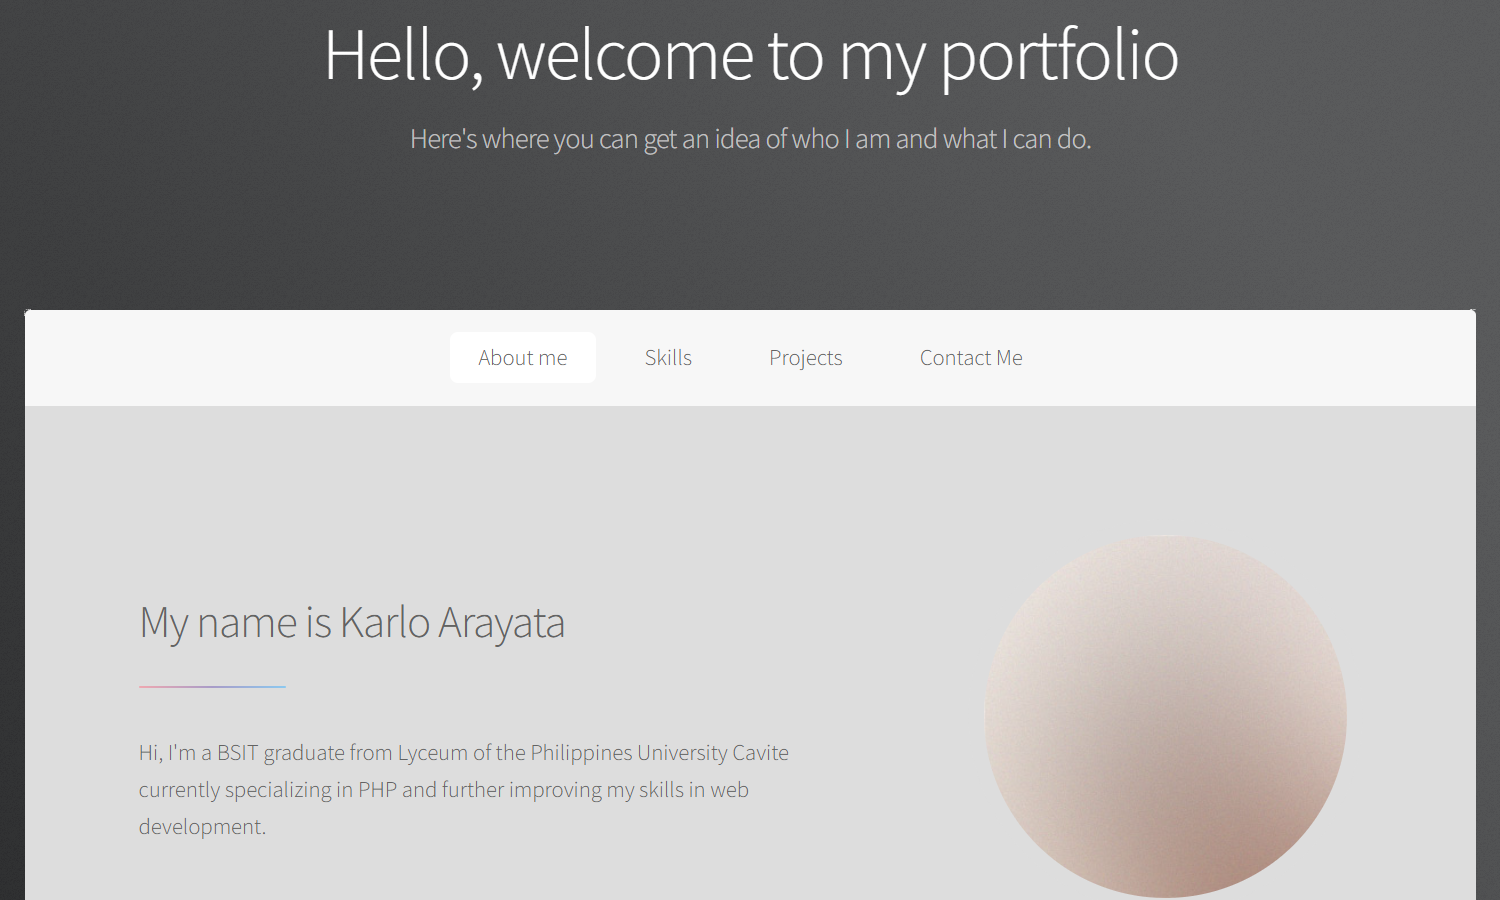 Hello, welcome to my portfolio
Here's where you can get an idea of who I am and what I can do.
About me
Skills
Projects
Contact Me
My name is Karlo Arayata
Hi, I'm a BSIT graduate from Lyceum of the Philippines University Cavite
currently specializing in PHP and further improving my skills in web
development.